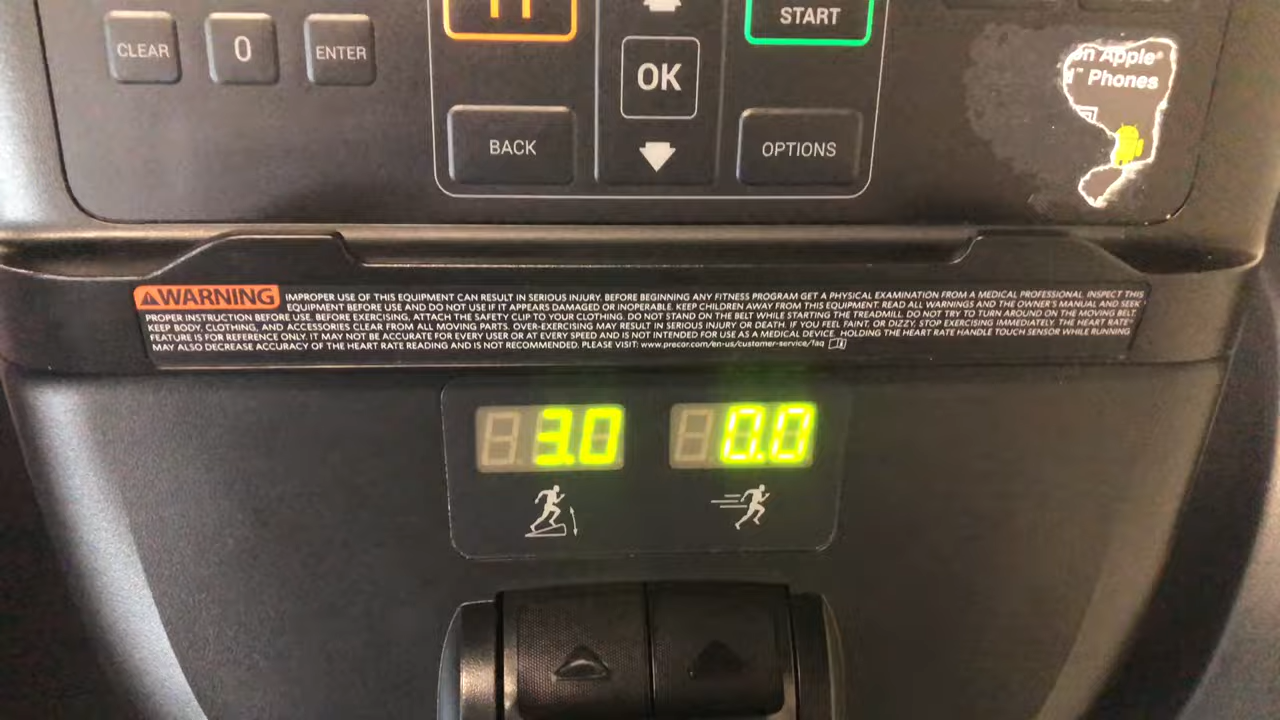 CLEAR
0
ENTER
START
OK
BACK
OPTIONS
on Apple®
™ Phones
WARNING
IMPROPER USE OF THIS EQUIPMENT CAN RESULT IN SERIOUS INJURY. BEFORE BEGINNING ANY FITNESS PROGRAM GET A PHYSICAL EXAMINATION FROM A MEDICAL PROFESSIONAL. INSPECT THIS
EQUIPMENT BEFORE USE AND DO NOT USE IF IT APPEARS DAMAGED OR INOPERABLE. KEEP CHILDREN AWAY FROM THIS EQUIPMENT. READ ALL WARNINGS AND THE OWNER'S MANUAL AND SEEK
PROPER INSTRUCTION BEFORE USE. BEFORE EXERCISING, ATTACH THE SAFETY CLIP TO YOUR CLOTHING. DO NOT STAND ON THE BELT WHILE STARTING THE TREADMILL. DO NOT TRY TO TURN AROUND ON THE MOVING BELT.
KEEP BODY, CLOTHING, AND ACCESSORIES CLEAR FROM ALL MOVING PARTS. OVER-EXERCISING MAY RESULT IN SERIOUS INJURY OR DEATH. IF YOU FEEL FAINT, OR DIZZY, STOP EXERCISING IMMEDIATELY. THE HEART RATE
FEATURE IS FOR REFERENCE ONLY. IT MAY NOT BE ACCURATE FOR EVERY USER OR AT EVERY SPEED AND IS NOT INTENDED FOR USE AS A MEDICAL DEVICE. HOLDING THE HEART RATE HANDLE TOUCH SENSOR WHILE RUNNING
MAY ALSO DECREASE ACCURACY OF THE HEART RATE READING AND IS NOT RECOMMENDED. PLEASE VISIT: www.precor.com/en-us/customer-service/faq
3.0
0.0